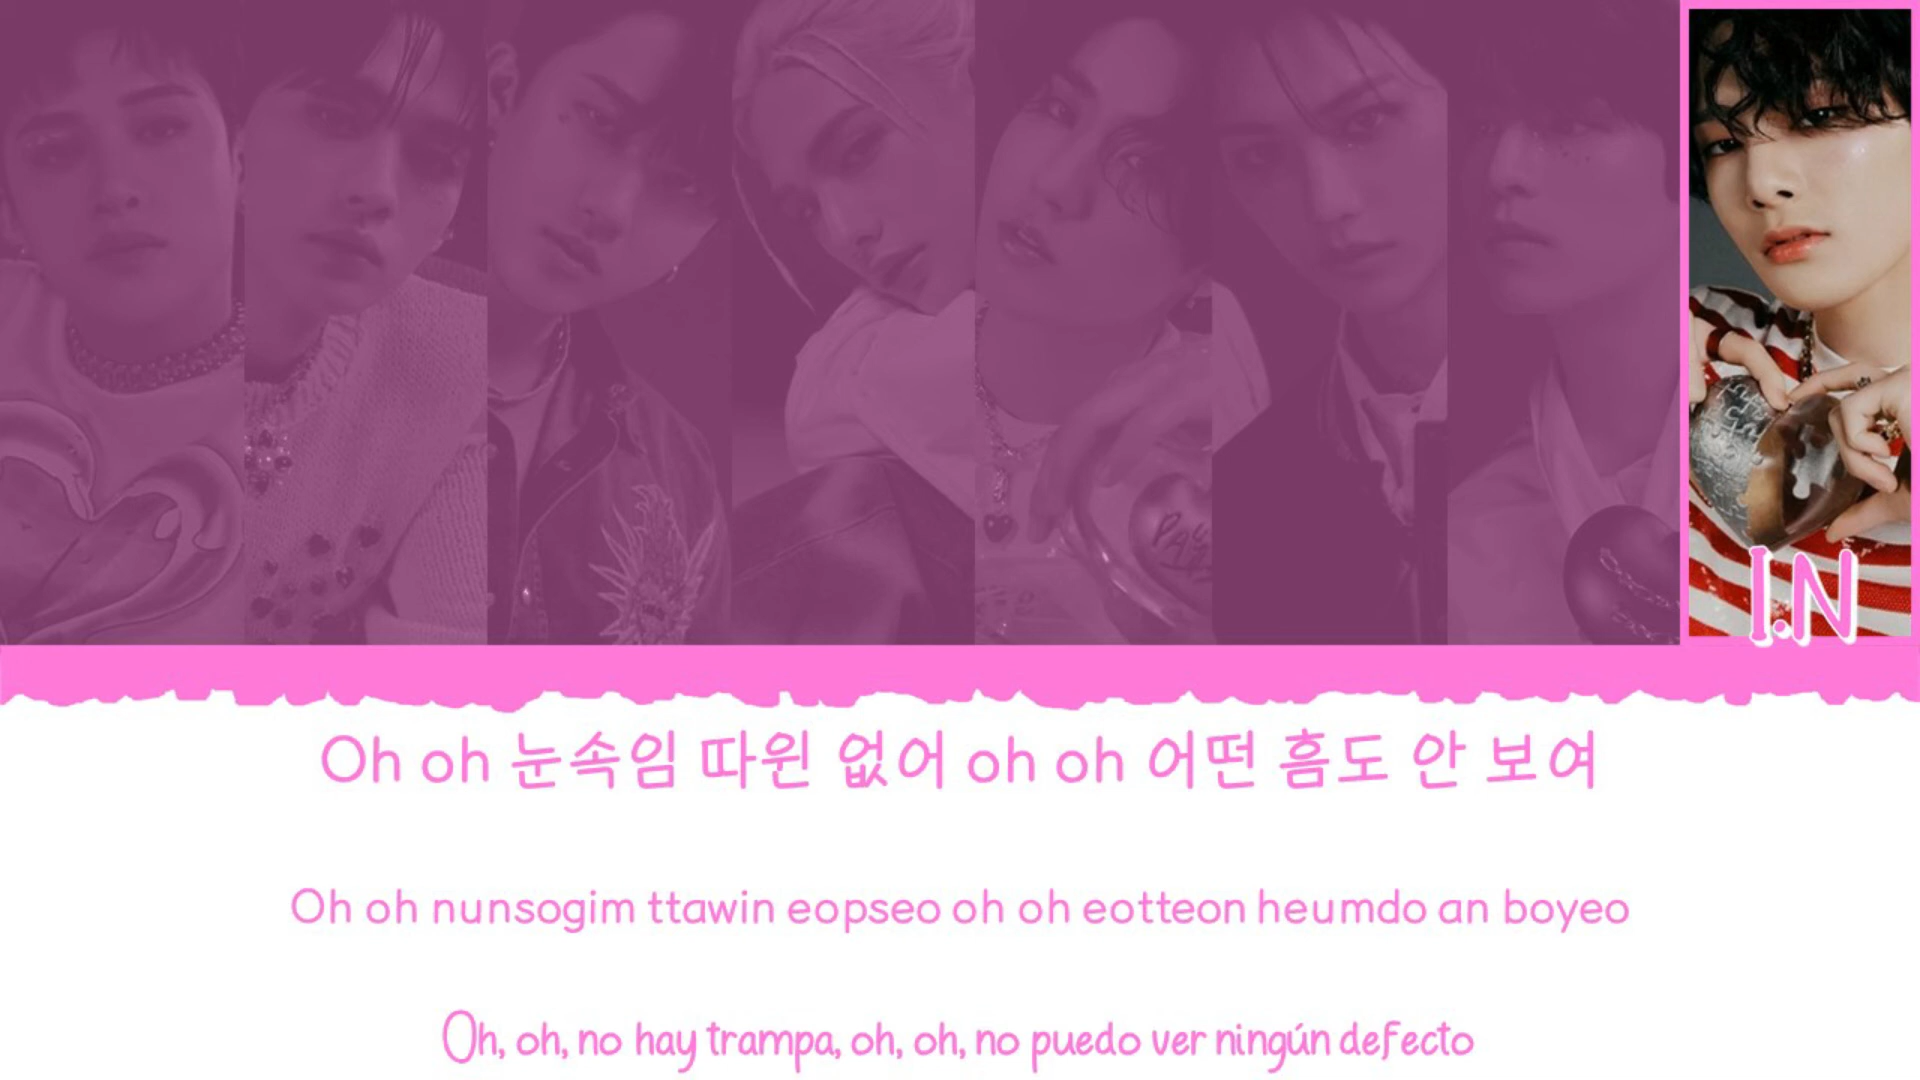 I.N
Oh oh 눈속임 따윈 없어 oh oh 어떤 흠도 안 보여
Oh oh nunsogim ttawin eopseo oh oh eotteon heumdo an boyeo
Oh, oh, no hay trampa, oh, oh, no puedo ver ningún defecto